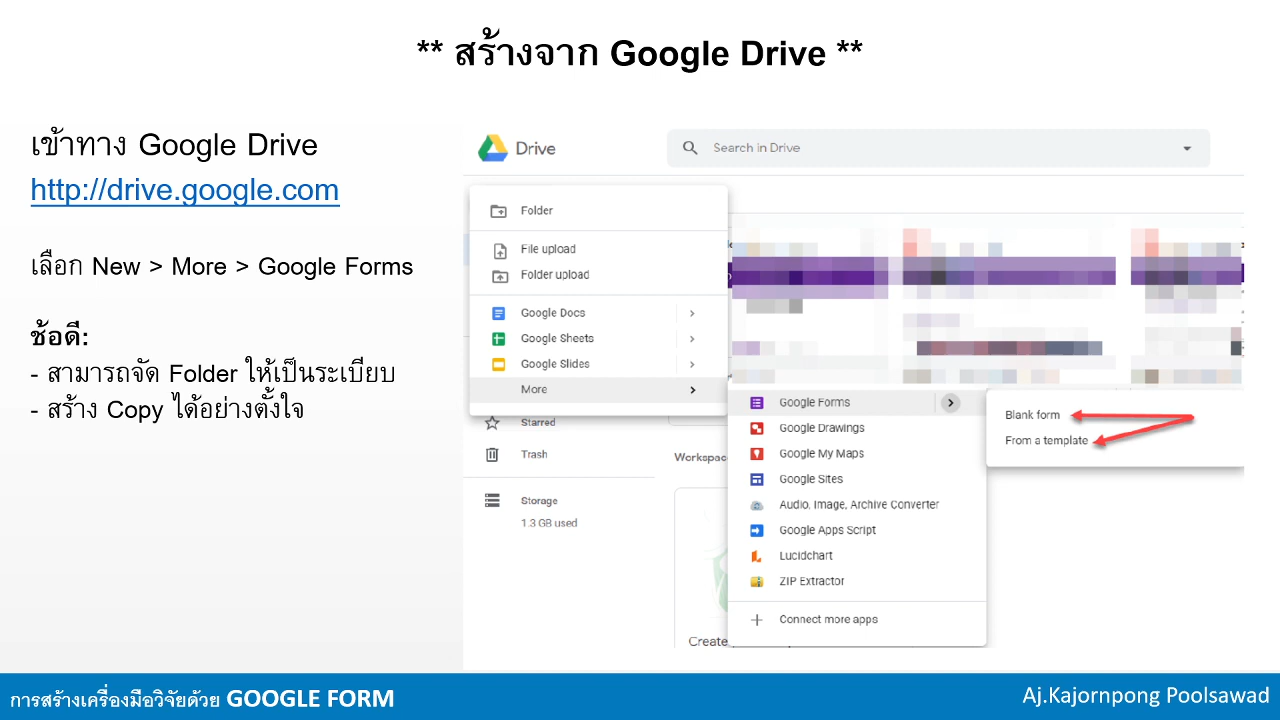 ** สร้างจาก Google Drive **
เข้าทาง Google Drive
http://drive.google.com
เลือก New > More > Google Forms
ช้อดี:
- สามารถจัด Folder ให้เป็นระเบียบ
- สร้าง Copy ได้อย่างตั้งใจ
Drive
Search in Drive
Folder
File upload
Folder upload
Google Docs
Google Sheets
Google Slides
More
Starred
Trash
Storage
1.3 GB used
Google Forms
Google Drawings
Google My Maps
Google Sites
Audio, Image, Archive Converter
Google Apps Script
Lucidchart
ZIP Extractor
Connect more apps
Blank form
From a template
Create
การสร้างเครื่องมือวิจัยด้วย GOOGLE FORM
Aj.Kajornpong Poolsawad